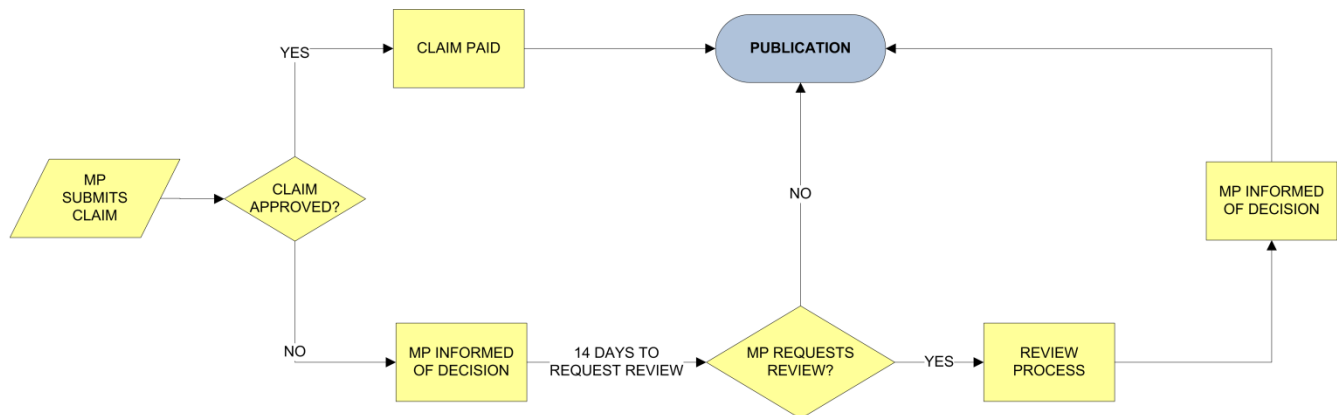 YES
CLAIM PAID
PUBLICATION
MP
SUBMITS
CLAIM
CLAIM
APPROVED?
NO
MP INFORMED
OF DECISION
NO
MP INFORMED
OF DECISION
14 DAYS TO
REQUEST REVIEW
MP REQUESTS
REVIEW?
YES
REVIEW
PROCESS